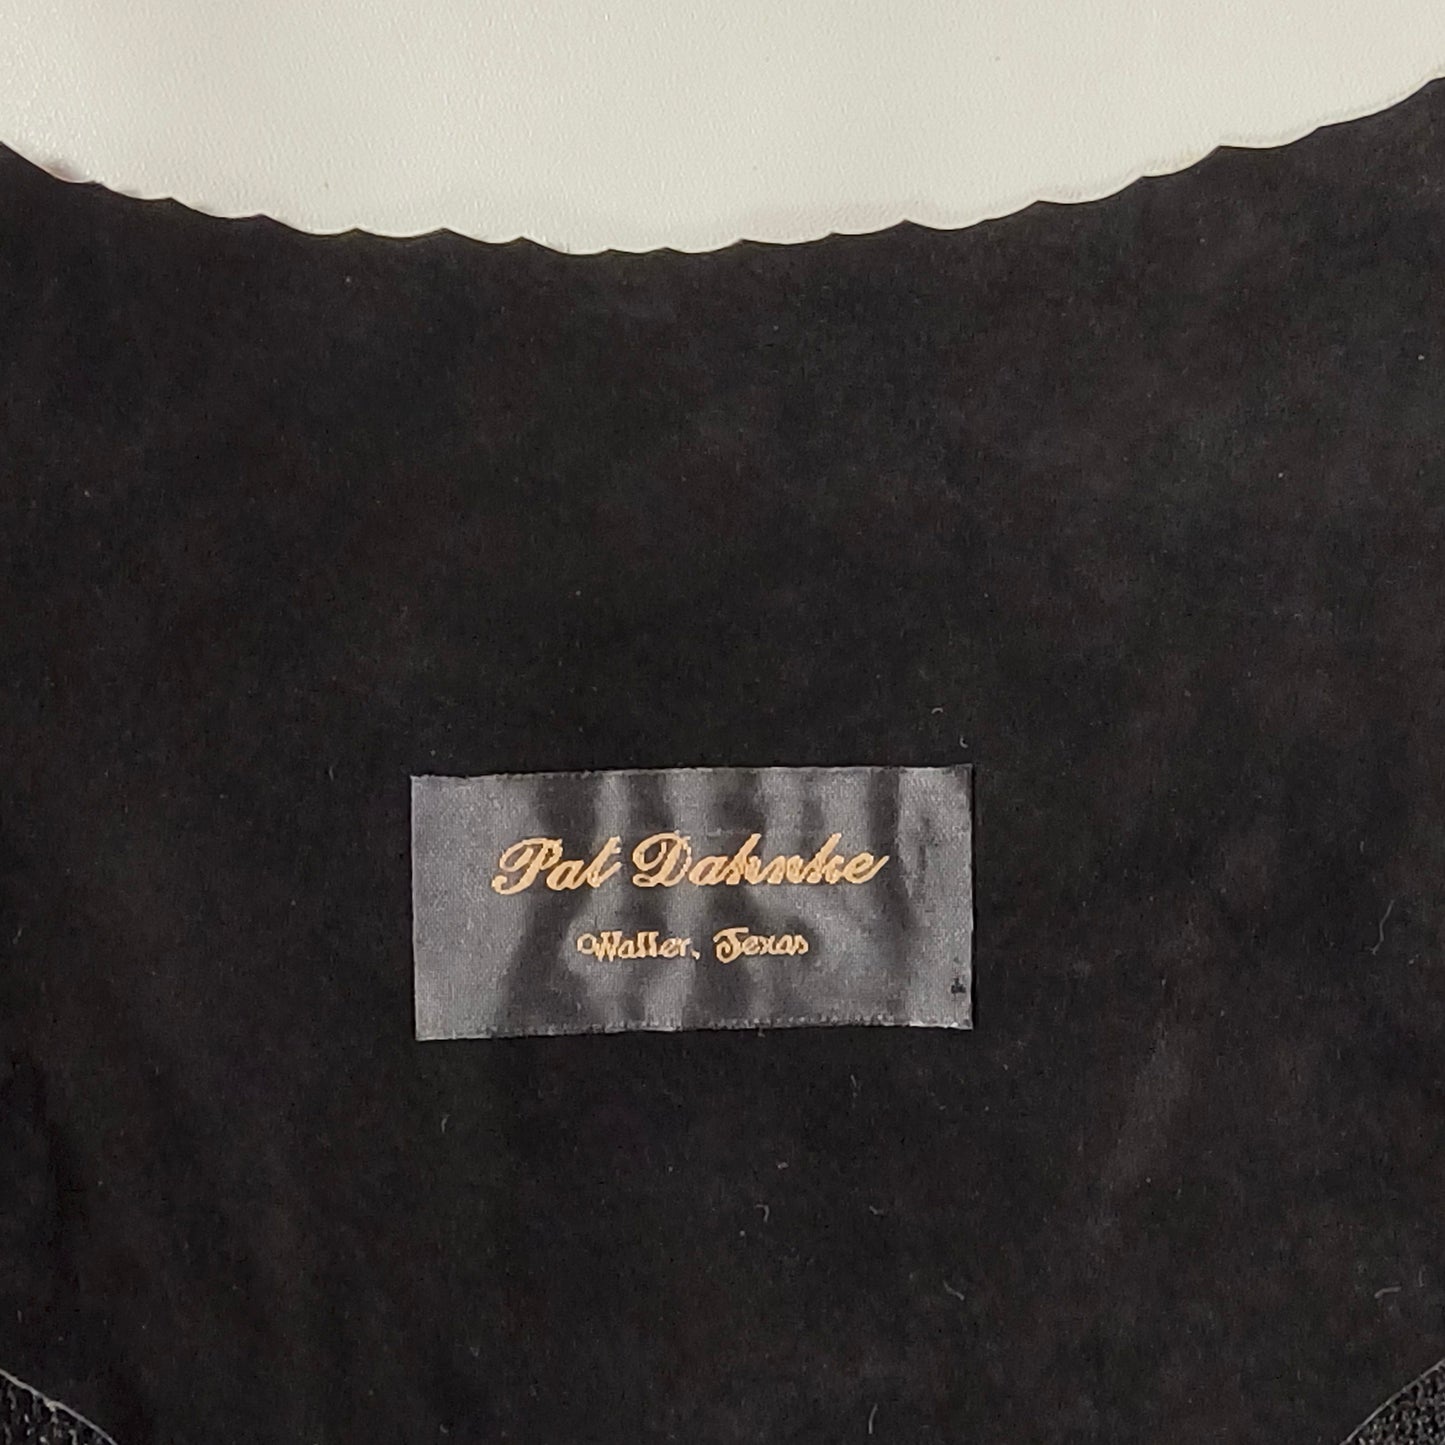 Pat Dahnke
Waller, Texas